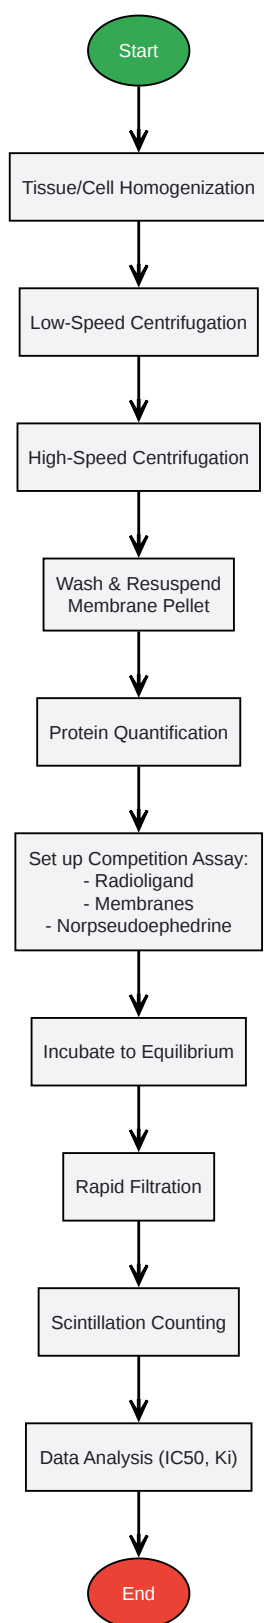 Start
Tissue/Cell Homogenization
Low-Speed Centrifugation
High-Speed Centrifugation
Wash & Resuspend
Membrane Pellet
Protein Quantification
Set up Competition Assay:
- Radioligand
- Membranes
- Norpseudoephedrine
Incubate to Equilibrium
Rapid Filtration
Scintillation Counting
Data Analysis (IC50, Ki)
End